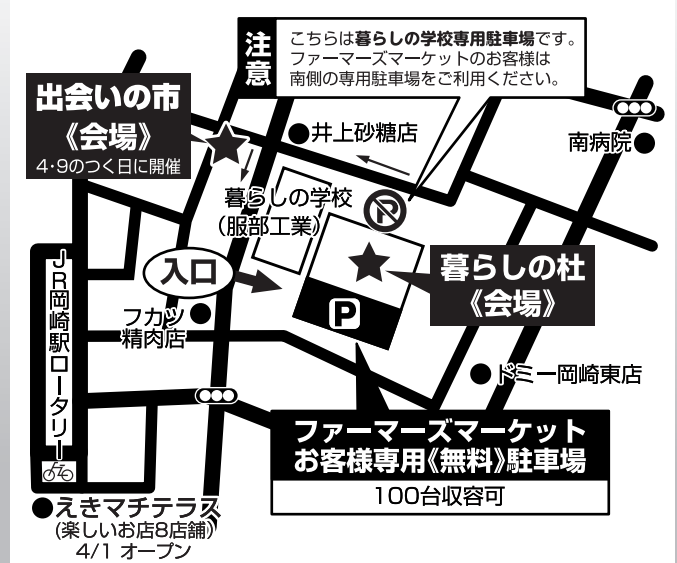 注意
こちらは暮らしの学校専用駐車場です。
ファーマーズマーケットのお客様は
南側の専用駐車場をご利用ください。
出会いの市
《会場》
4・9のつく日に開催
井上砂糖店
南病院
暮らしの学校
(服部工業)
入口
暮らしの杜
《会場》
フカツ
精肉店
P
JR岡崎駅ロータリー
ドミー岡崎東店
ファーマーズマーケット
お客様専用《無料》駐車場
100台収容可
えきマチテラス
(楽しいお店8店舗)
4/1 オープン